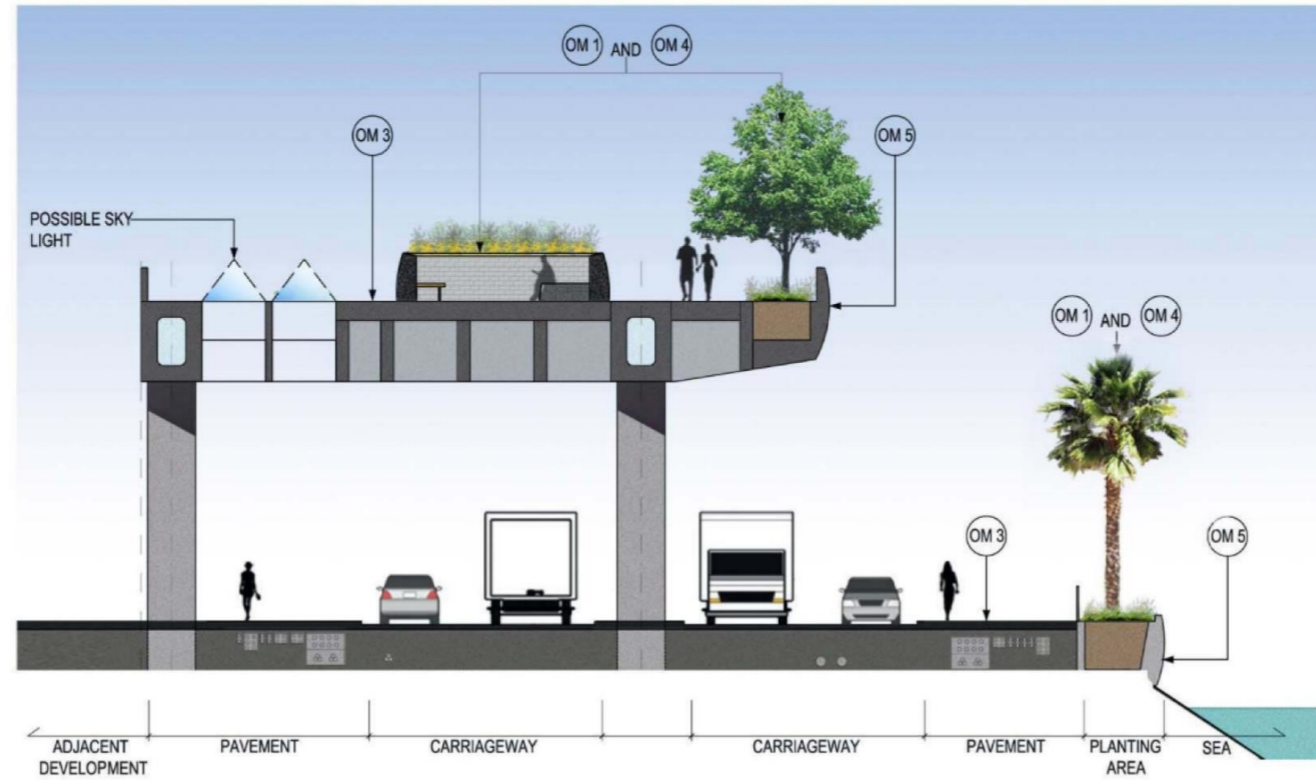 OM 1 AND OM 4
OM 3
OM 5
POSSIBLE SKY
LIGHT
OM 1 AND OM 4
OM 3
OM 5
ADJACENT
DEVELOPMENT
PAVEMENT
CARRIAGEWAY
CARRIAGEWAY
PAVEMENT
PLANTING
AREA
SEA